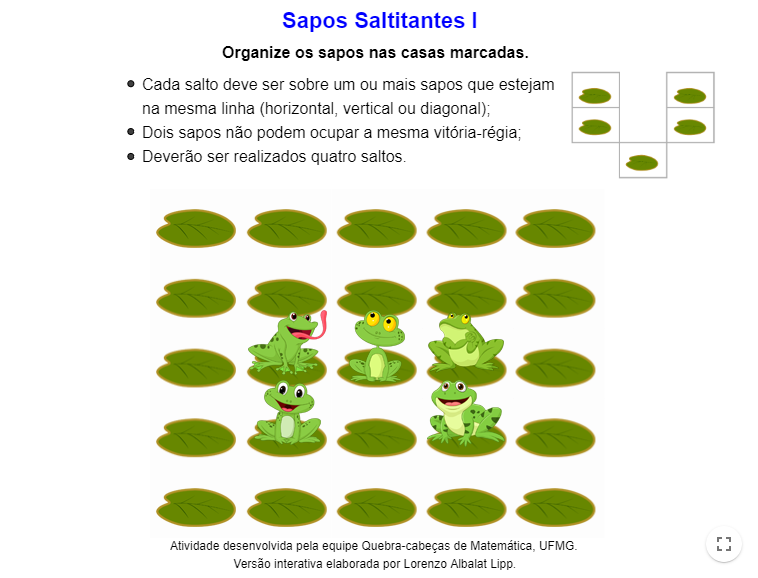 Sapos Saltitantes I
Organize os sapos nas casas marcadas.
Cada salto deve ser sobre um ou mais sapos que estejam
na mesma linha (horizontal, vertical ou diagonal);
Dois sapos não podem ocupar a mesma vitória-régia;
Deverão ser realizados quatro saltos.
Atividade desenvolvida pela equipe Quebra-cabeças de Matemática, UFMG.
Versão interativa elaborada por Lorenzo Albalat Lipp.